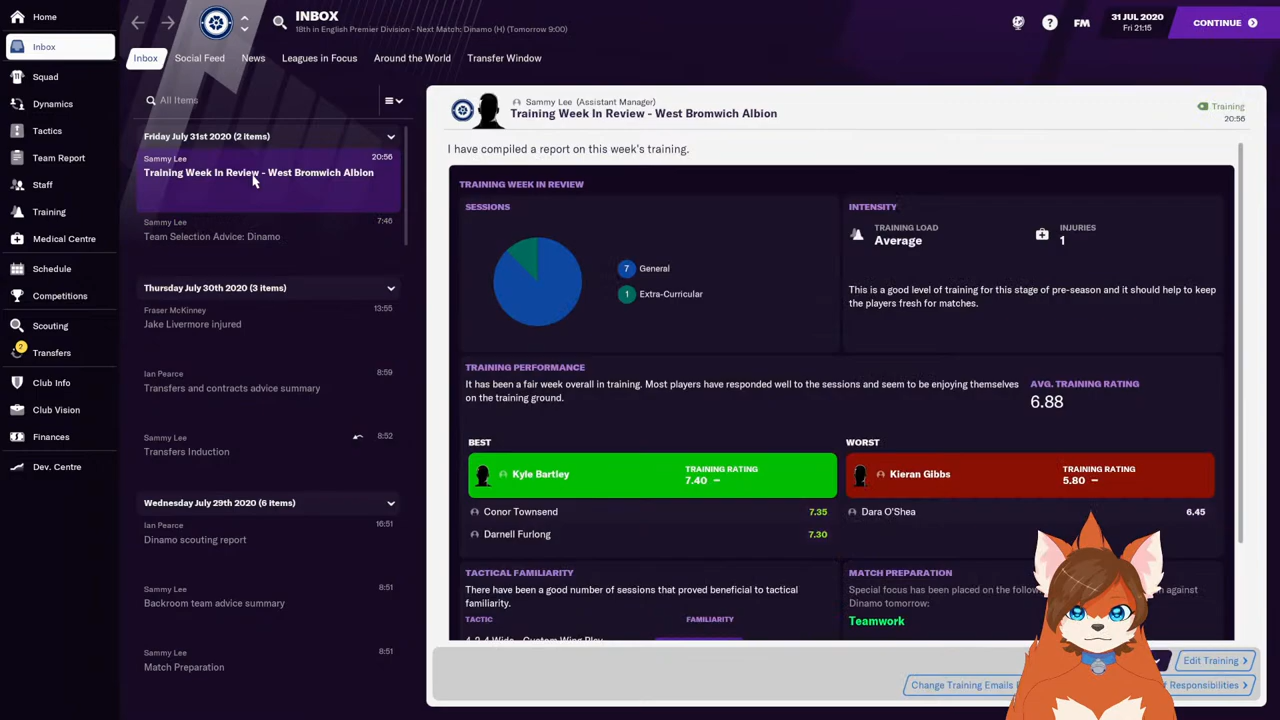 INBOX
18th in English Premier Division - Next Match: Dinamo (H) (Tomorrow 9:00)
FM
31 JUL 2020
Fri 21:15
CONTINUE
Home
Inbox
Squad
Dynamics
Tactics
Team Report
Staff
Training
Medical Centre
Schedule
Competitions
Scouting
2
Transfers
Club Info
Club Vision
Finances
Dev. Centre
Inbox
Social Feed
News
Leagues in Focus
Around the World
Transfer Window
All Items
Friday July 31st 2020 (2 items)
Sammy Lee
20:56
Training Week In Review - West Bromwich Albion
Sammy Lee
7:46
Team Selection Advice: Dinamo
Thursday July 30th 2020 (3 items)
Fraser McKinney
13:55
Jake Livermore injured
Ian Pearce
8:59
Transfers and contracts advice summary
Sammy Lee
8:52
Transfers Induction
Wednesday July 29th 2020 (6 items)
Ian Pearce
16:51
Dinamo scouting report
Sammy Lee
8:51
Backroom team advice summary
Sammy Lee
8:51
Match Preparation
Sammy Lee (Assistant Manager)
Training Week In Review - West Bromwich Albion
Training
20:56
I have compiled a report on this week's training.
TRAINING WEEK IN REVIEW
SESSIONS
7 General
1 Extra-Curricular
INTENSITY
TRAINING LOAD
Average
INJURIES
1
This is a good level of training for this stage of pre-season and it should help to keep
the players fresh for matches.
TRAINING PERFORMANCE
It has been a fair week overall in training. Most players have responded well to the sessions and seem to be enjoying themselves
on the training ground.
AVG. TRAINING RATING
6.88
BEST
Kyle Bartley
TRAINING RATING
7.40 -
Conor Townsend
7.35
Darnell Furlong
7.30
WORST
Kieran Gibbs
TRAINING RATING
5.80 -
Dara O'Shea
6.45
TACTICAL FAMILIARITY
There have been a good number of sessions that proved beneficial to tactical
familiarity.
TACTIC
FAMILIARITY
4-2-4 Wide - Custom Wing Play
MATCH PREPARATION
Special focus has been placed on the follow
against
Dinamo tomorrow:
Teamwork
Edit Training
Change Training Emails
Responsibilities